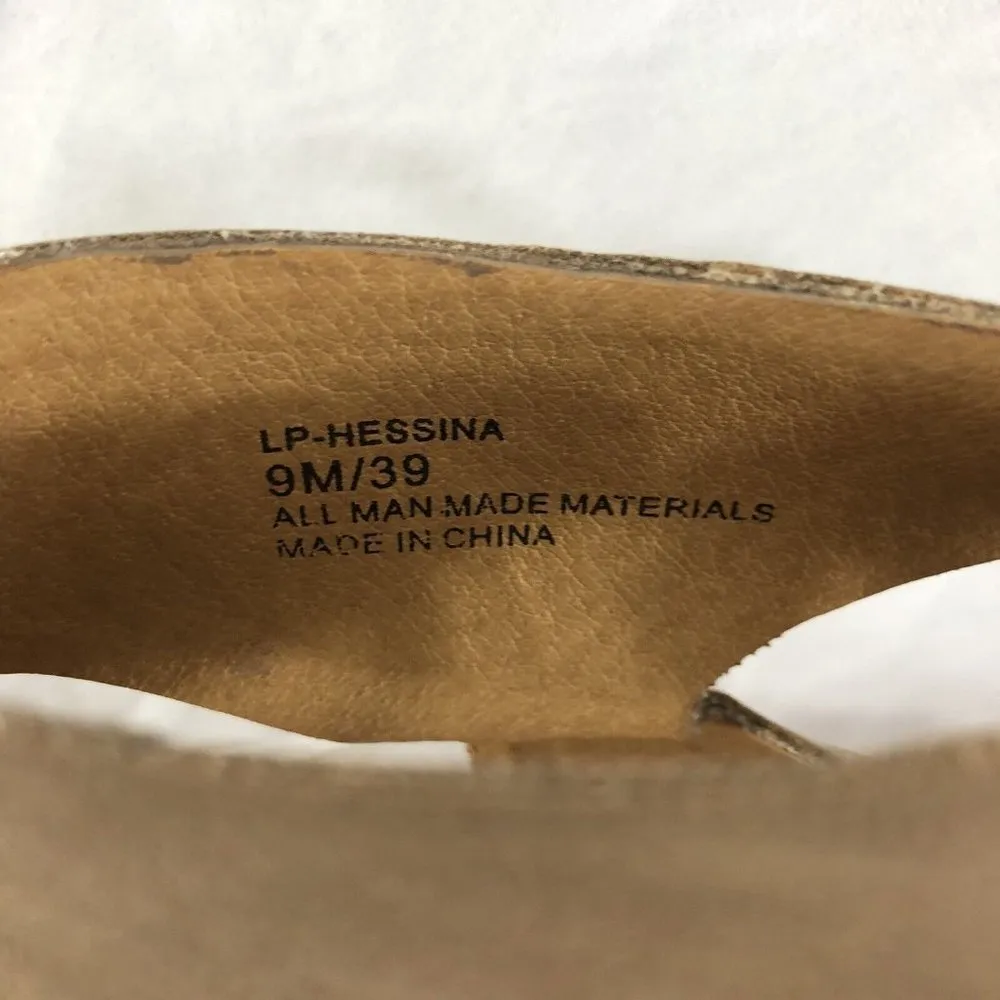 LP-HESSINA
9M/39
ALL MAN MADE MATERIALS
MADE IN CHINA